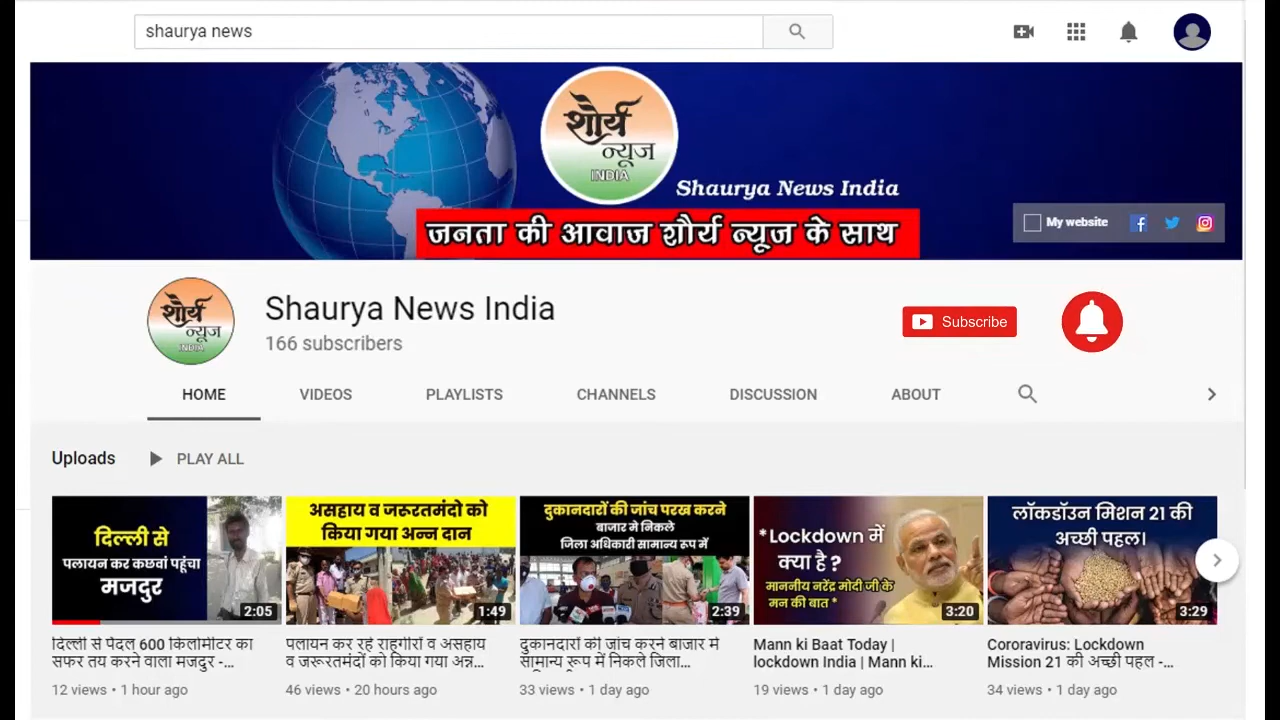 shaurya news
शौर्य
न्यूज
INDIA
Shaurya News India
जनता की आवाज शौर्य न्यूज के साथ
My website
शौर्य
न्यूज
INDIA
Shaurya News India
166 subscribers
Subscribe
HOME VIDEOS PLAYLISTS CHANNELS DISCUSSION ABOUT
Uploads PLAY ALL
दिल्ली से
पलायन कर कछवां पहुंचा
मजदुर
2:05
असहाय व जरूरतमंदो को
किया गया अन्न दान
1:49
दुकानदारों की जांच परख करने
बाजार मे निकले
जिला अधिकारी सामान्य रूप में
2:39
*Lockdown में
क्या है ?
माननीय नरेंद्र मोदी जी के
मन की बात *
3:20
लॉकडॉउन मिशन 21 की
अच्छी पहल।
3:29
दिल्ली से पैदल 600 किलोमीटर का
सफर तय करने वाला मजदुर -...
12 views • 1 hour ago
पलायन कर रहे राहगीरों व असहाय
व जरूरतमंदों को किया गया अन्न...
46 views • 20 hours ago
दुकानदारों की जांच करने बाजार मे
सामान्य रूप में निकले जिला...
33 views • 1 day ago
Mann ki Baat Today |
lockdown India | Mann ki...
19 views • 1 day ago
Cororavirus: Lockdown
Mission 21 की अच्छी पहल -...
34 views • 1 day ago